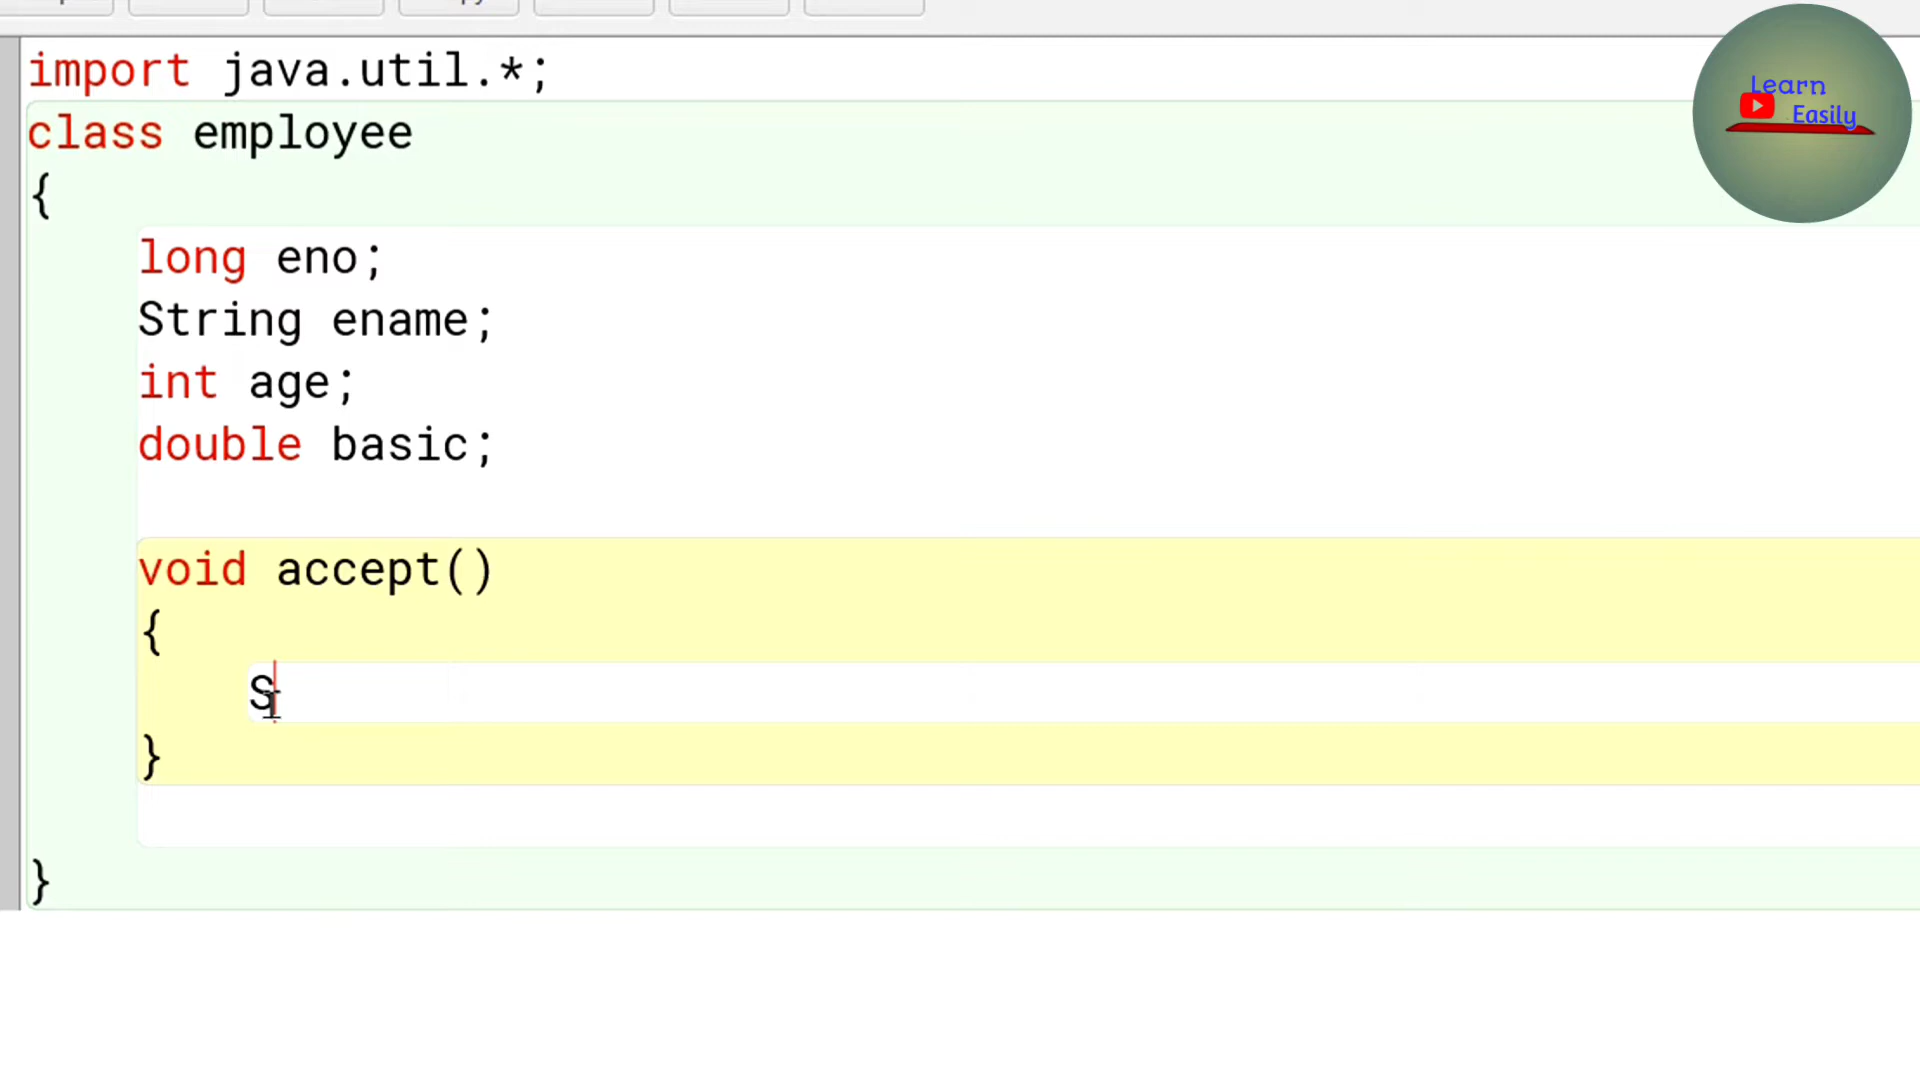 import java.util.*;
class employee
{
long eno;
String ename;
int age;
double basic;
void accept()
{
S
}
}
Learn
Easily